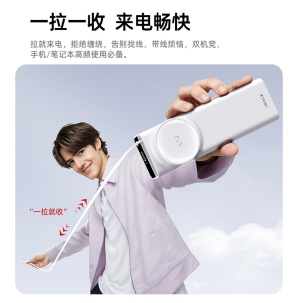 一拉一收 来电畅快
拉就来电，拒绝缠绕，告别找线、带线烦恼，双机党、
手机/笔记本高频使用必备。
“一拉就收”